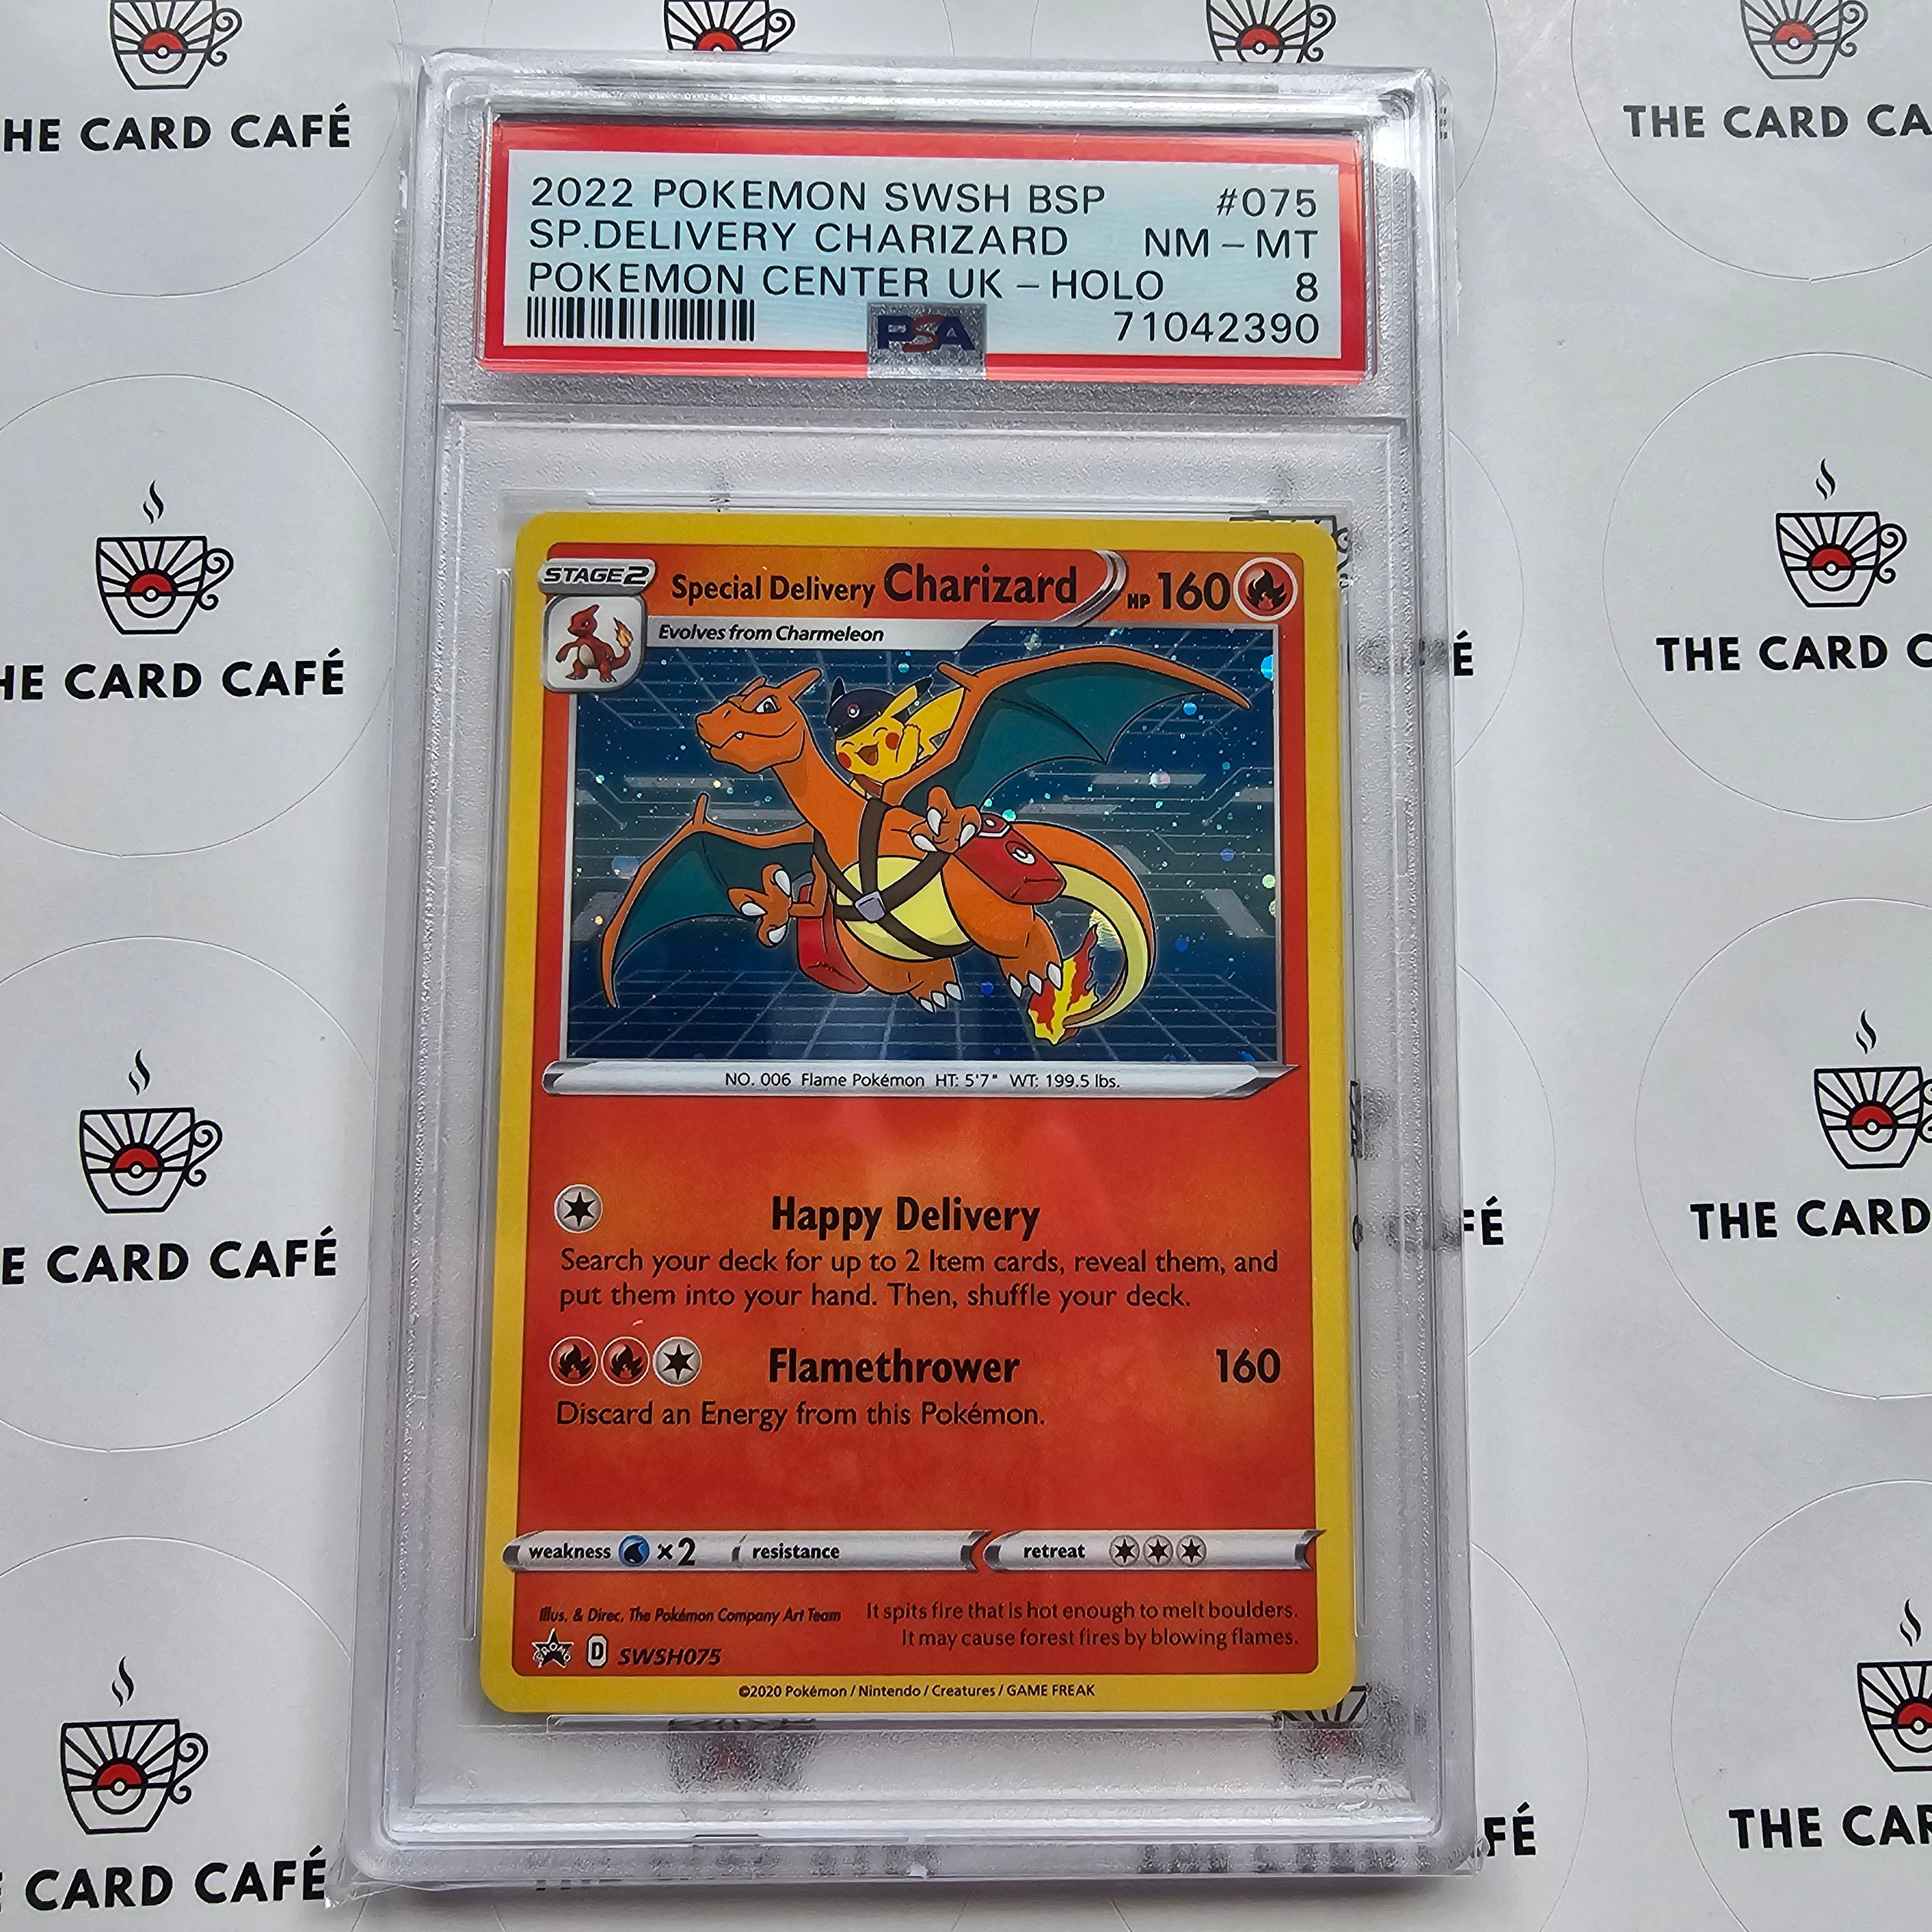 2022 POKEMON SWSH BSP #075
SP.DELIVERY CHARIZARD NM - MT
POKEMON CENTER UK - HOLO 8
PSA 71042390
STAGE 2 Special Delivery Charizard HP 160
Evolves from Charmeleon
NO. 006 Flame Pokémon HT: 5'7" WT: 199.5 lbs.
Happy Delivery
Search your deck for up to 2 Item cards, reveal them, and
put them into your hand. Then, shuffle your deck.
Flamethrower 160
Discard an Energy from this Pokémon.
weakness ×2 resistance retreat
Illus. & Direc. The Pokémon Company Art Team
It spits fire that is hot enough to melt boulders.
It may cause forest fires by blowing flames.
PROMO D SWSH075
©2020 Pokémon / Nintendo / Creatures / GAME FREAK
HE CARD CAFÉ
THE CARD CA
HE CARD CAFÉ
THE CARD C
E CARD CAFÉ
THE CARD
CARD CAFÉ
THE CAR
FÉ
FÉ